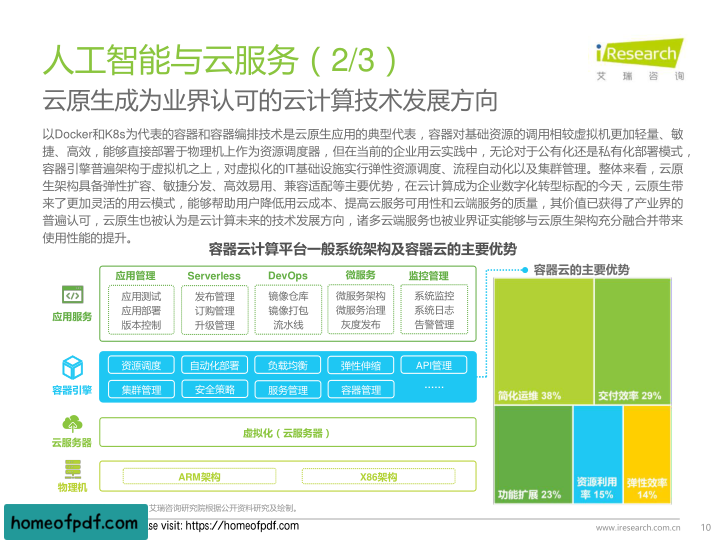 人工智能与云服务（2/3）
iResearch
艾 瑞 咨 询
云原生成为业界认可的云计算技术发展方向
以Docker和K8s为代表的容器和容器编排技术是云原生应用的典型代表，容器对基础资源的调用相较虚拟机更加轻量、敏
捷、高效，能够直接部署于物理机上作为资源调度器，但在当前的企业用云实践中，无论对于公有化还是私有化部署模式，
容器引擎普遍架构于虚拟机之上，对虚拟化的IT基础设施实行弹性资源调度、流程自动化以及集群管理。整体来看，云原
生架构具备弹性扩容、敏捷分发、高效易用、兼容适配等主要优势，在云计算成为企业数字化转型标配的今天，云原生带
来了更加灵活的用云模式，能够帮助用户降低用云成本、提高云服务可用性和云端服务的质量，其价值已获得了产业界的
普遍认可，云原生也被认为是云计算未来的技术发展方向，诸多云端服务也被业界证实能够与云原生架构充分融合并带来
使用性能的提升。
容器云计算平台一般系统架构及容器云的主要优势
应用服务
应用管理 Serverless DevOps 微服务 监控管理
应用测试 发布管理 镜像仓库 微服务架构 系统监控
应用部署 订购管理 镜像打包 微服务治理 系统日志
版本控制 升级管理 流水线 灰度发布 告警管理
容器引擎
资源调度 自动化部署 负载均衡 弹性伸缩 API管理
集群管理 安全策略 服务管理 容器管理 ……
云服务器
虚拟化（云服务器）
物理机
ARM架构 X86架构
容器云的主要优势
简化运维 38% 交付效率 29%
功能扩展 23%
资源利用
率 15%
弹性效率
14%
艾瑞咨询研究院根据公开资料研究及绘制。
homeofpdf.com
se visit: https://homeofpdf.com
www.iresearch.com.cn 10